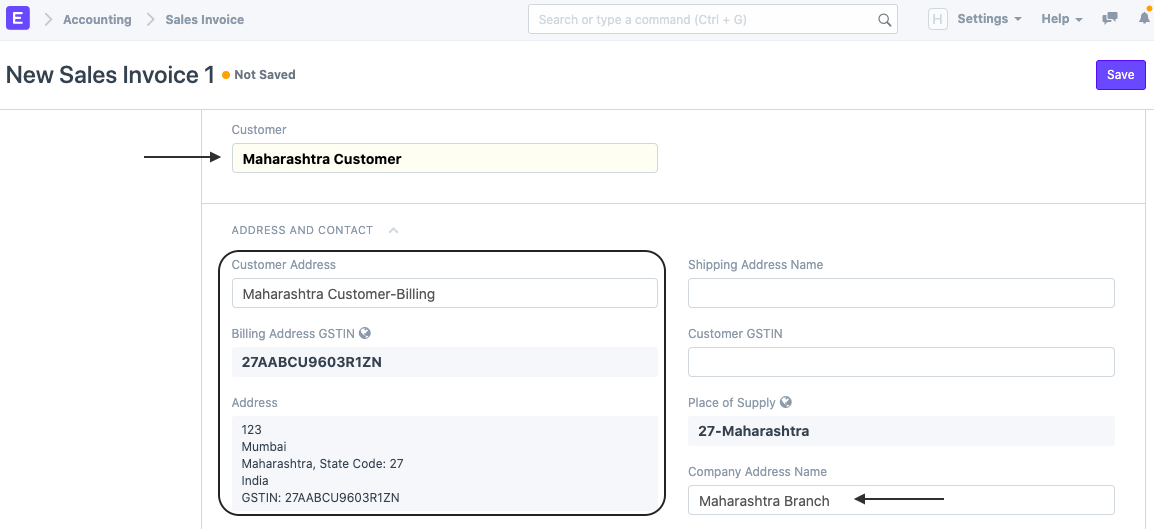 E Accounting Sales Invoice Search or type a command (Ctrl + G) H Settings Help
New Sales Invoice 1 Not Saved Save
Customer
Maharashtra Customer
ADDRESS AND CONTACT
Customer Address
Maharashtra Customer-Billing
Billing Address GSTIN
27AABCU9603R1ZN
Address
123
Mumbai
Maharashtra, State Code: 27
India
GSTIN: 27AABCU9603R1ZN
Shipping Address Name
Customer GSTIN
Place of Supply
27-Maharashtra
Company Address Name
Maharashtra Branch